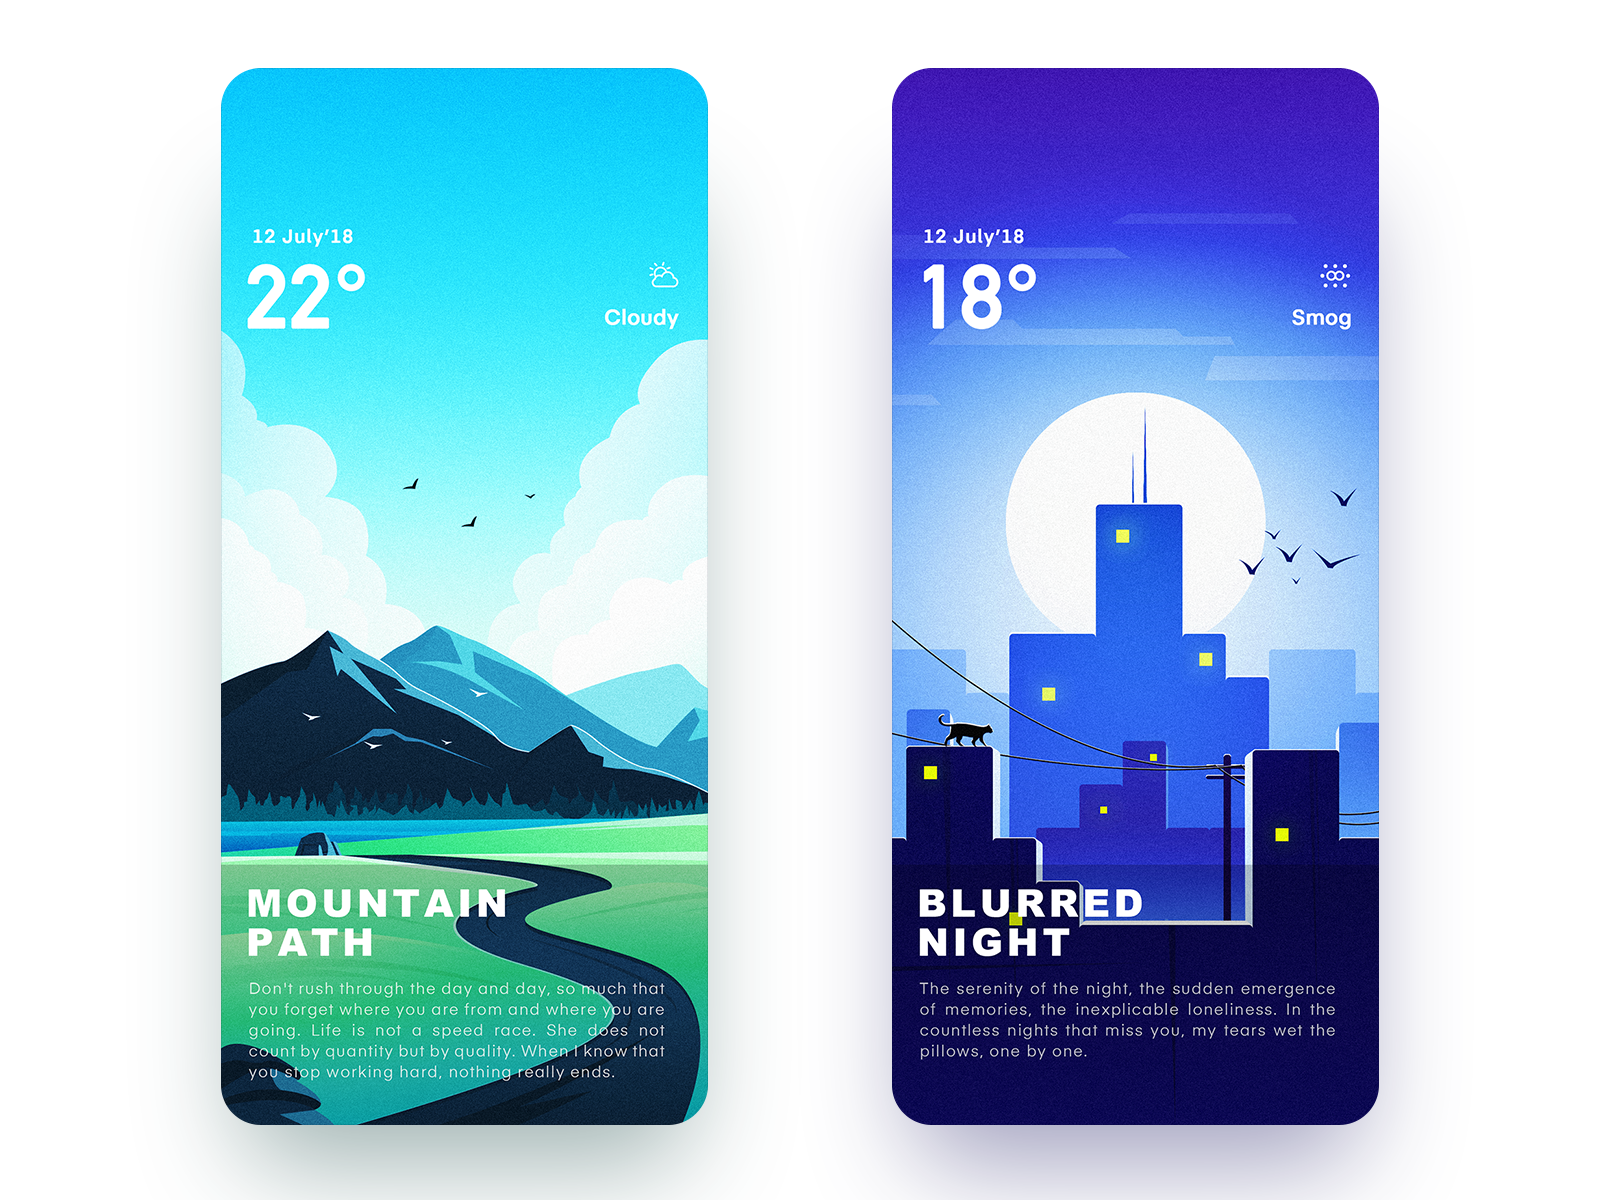 12 July’18
22°
Cloudy
MOUNTAIN
PATH
Don't rush through the day and day, so much that
you forget where you are from and where you are
going. Life is not a speed race. She does not
count by quantity but by quality. When I know that
you stop working hard, nothing really ends.
12 July’18
18°
Smog
BLURRED
NIGHT
The serenity of the night, the sudden emergence
of memories, the inexplicable loneliness. In the
countless nights that miss you, my tears wet the
pillows, one by one.